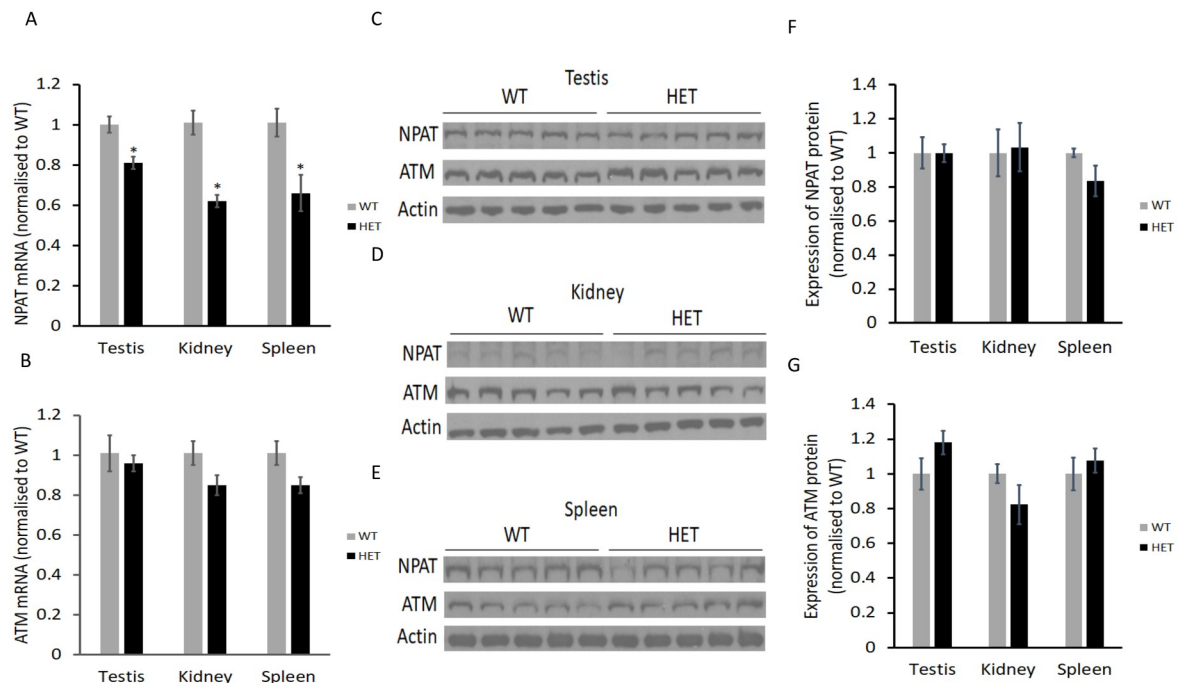 A
NPAT mRNA (normalised to WT)
1.2
1
0.8
0.6
0.4
0.2
0
*
*
*
Testis Kidney Spleen
WT
HET
B
ATM mRNA (normalised to WT)
1.2
1
0.8
0.6
0.4
0.2
0
Testis Kidney Spleen
WT
HET
C
Testis
WT HET
NPAT
ATM
Actin
D
Kidney
WT HET
NPAT
ATM
Actin
E
Spleen
WT HET
NPAT
ATM
Actin
F
Expression of NPAT protein
(normalised to WT)
1.4
1.2
1
0.8
0.6
0.4
0.2
0
Testis Kidney Spleen
WT
HET
G
Expression of ATM protein
(normalised to WT)
1.4
1.2
1
0.8
0.6
0.4
0.2
0
Testis Kidney Spleen
WT
HET